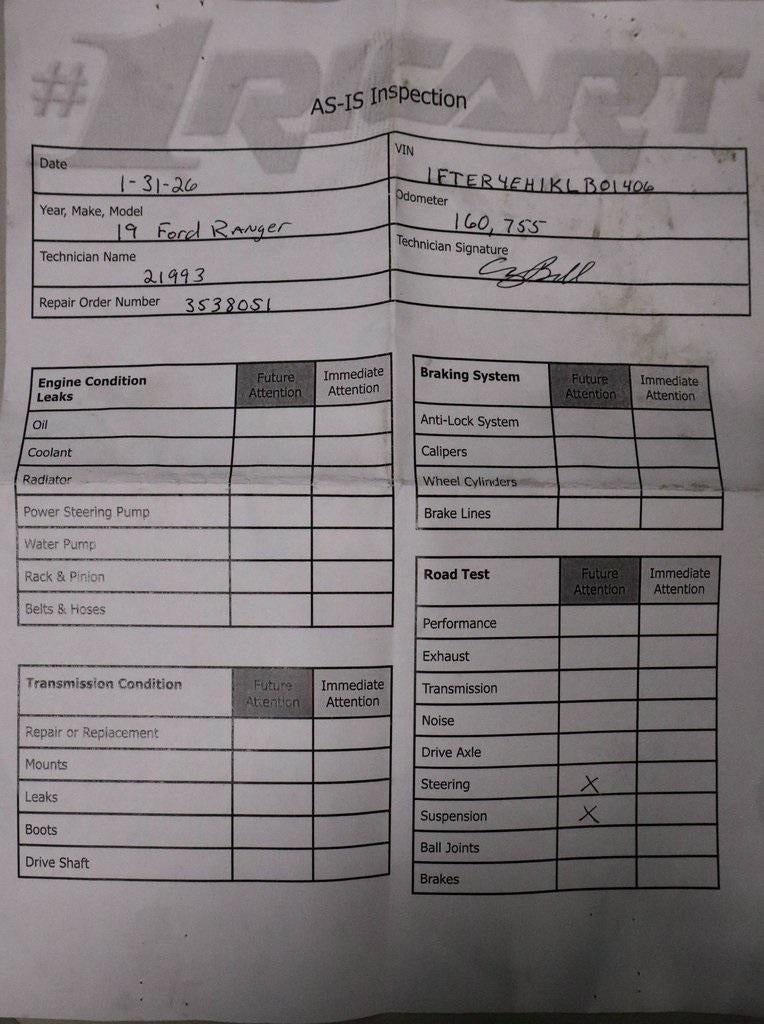 #1 RICART
AS-IS Inspection
Date
1-31-26
VIN
1FTER4EH1KLB01406
Year, Make, Model
19 Ford Ranger
Odometer
160,755
Technician Name
21993
Technician Signature
Repair Order Number 3538051
Engine Condition
Leaks
Future
Attention
Immediate
Attention
Oil
Coolant
Radiator
Power Steering Pump
Water Pump
Rack & Pinion
Belts & Hoses
Transmission Condition
Future
Attention
Immediate
Attention
Repair or Replacement
Mounts
Leaks
Boots
Drive Shaft
Braking System
Future
Attention
Immediate
Attention
Anti-Lock System
Calipers
Wheel Cylinders
Brake Lines
Road Test
Future
Attention
Immediate
Attention
Performance
Exhaust
Transmission
Noise
Drive Axle
Steering X
Suspension X
Ball Joints
Brakes